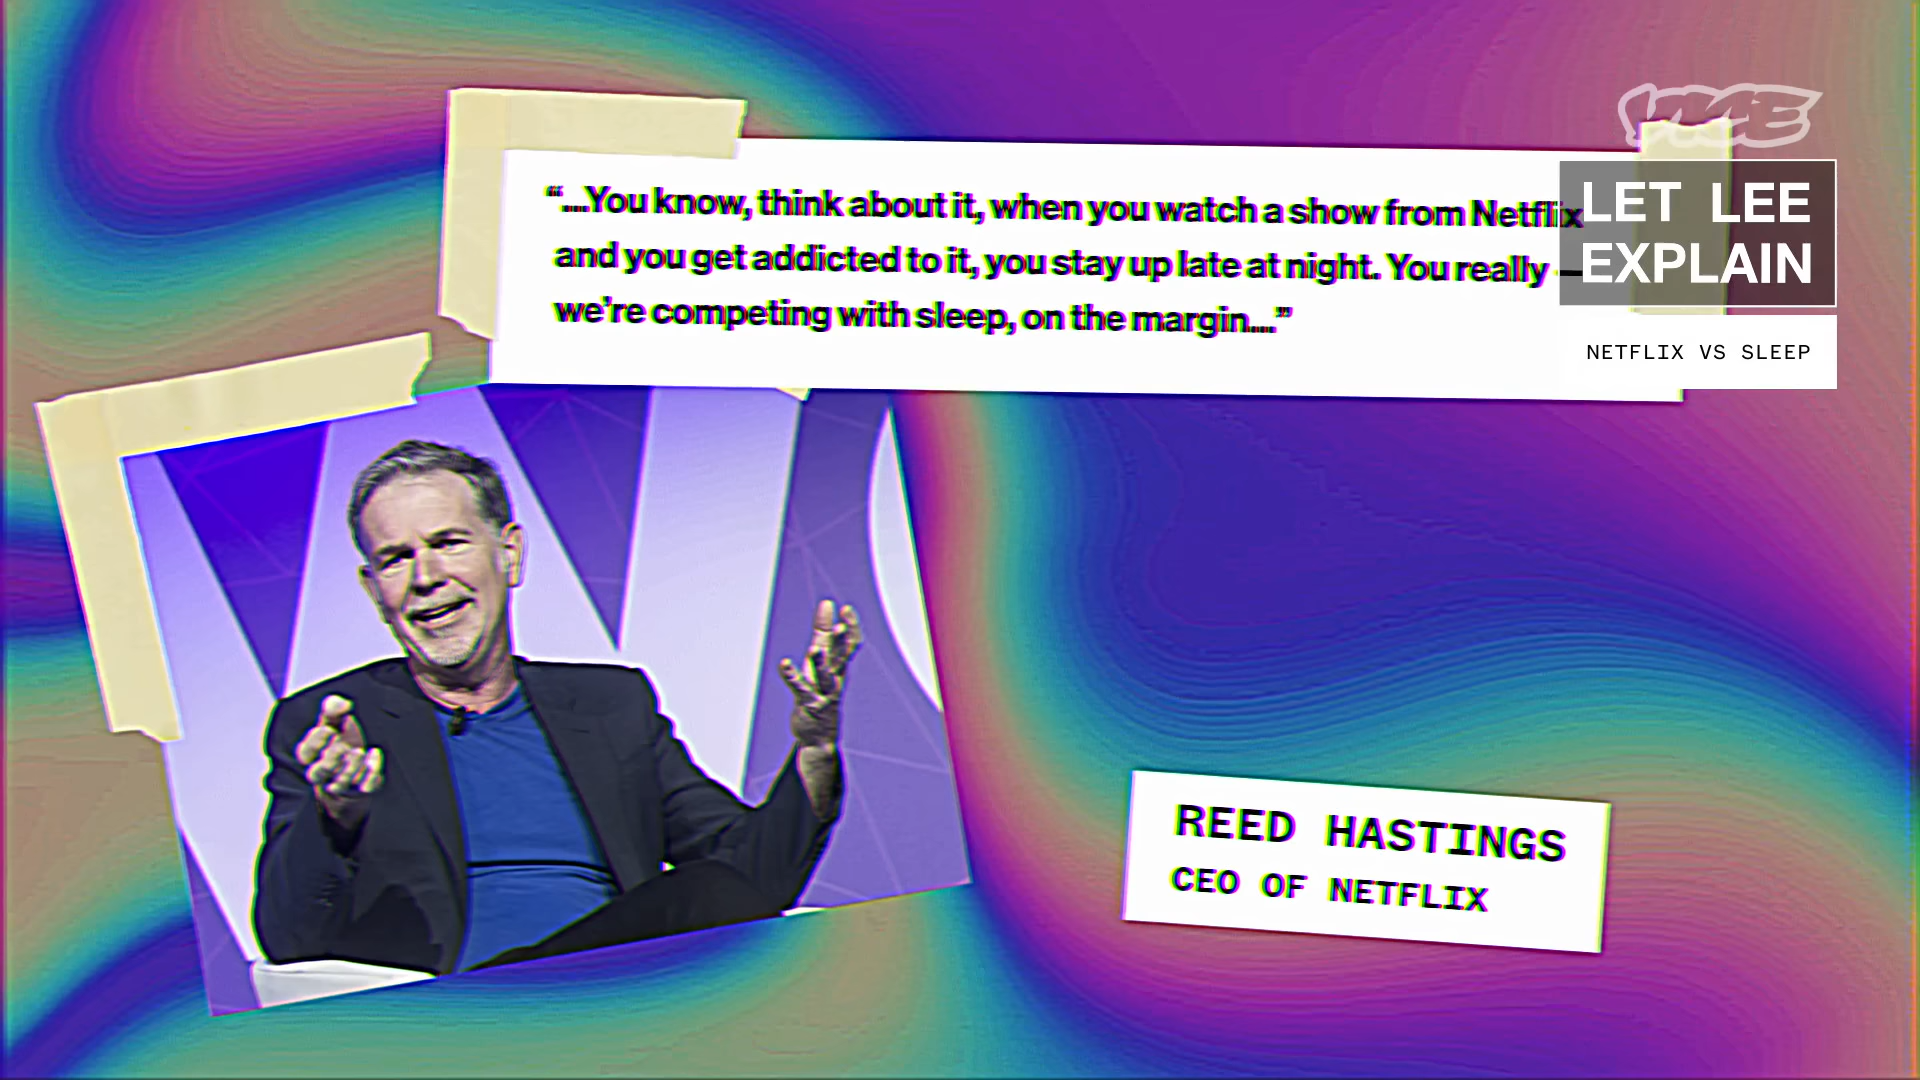 VICE
LET LEE
EXPLAIN
NETFLIX VS SLEEP
“...You know, think about it, when you watch a show from Netflix
and you get addicted to it, you stay up late at night. You really —
we’re competing with sleep, on the margin....”
REED HASTINGS
CEO OF NETFLIX